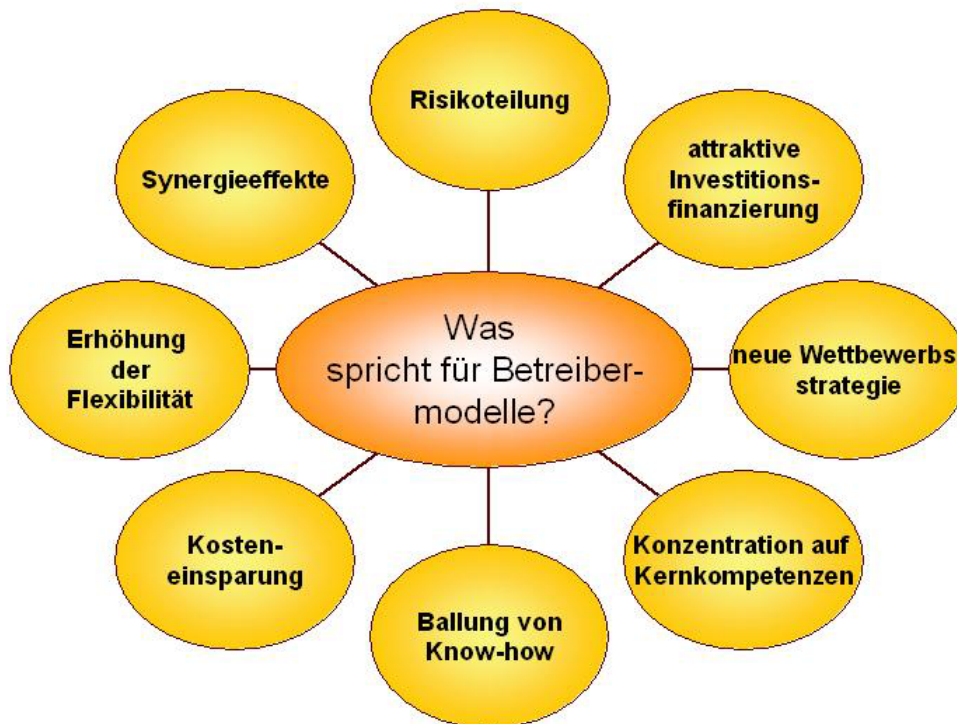 Risikoteilung
attraktive
Investitions-
finanzierung
Synergieeffekte
Was
spricht für Betreiber-
modelle?
Erhöhung
der
Flexibilität
neue Wettbewerbs
strategie
Kosten-
einsparung
Konzentration auf
Kernkompetenzen
Ballung von
Know-how